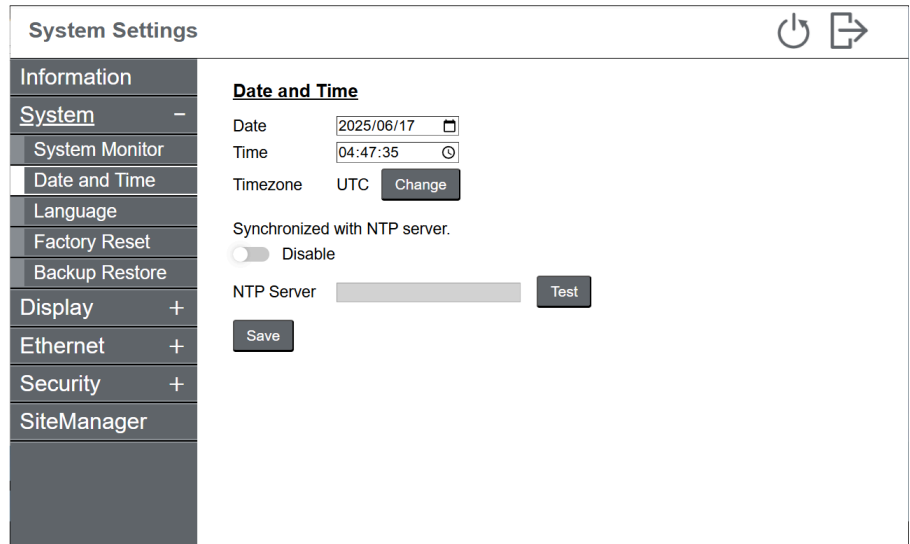 System Settings
Information
System −
System Monitor
Date and Time
Language
Factory Reset
Backup Restore
Display +
Ethernet +
Security +
SiteManager
Date and Time
Date 2025/06/17
Time 04:47:35
Timezone UTC Change
Synchronized with NTP server.
Disable
NTP Server Test
Save